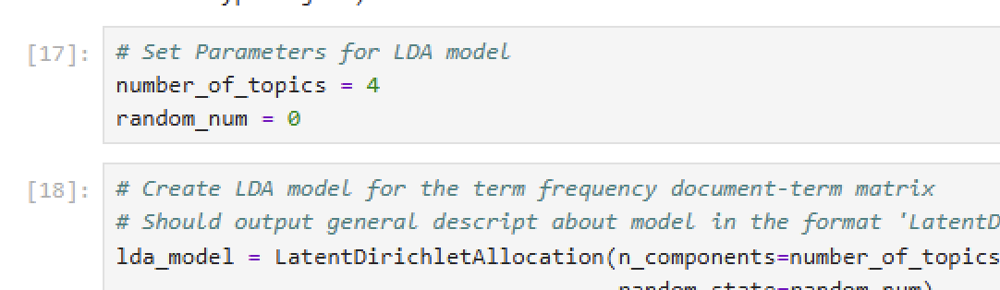 [17]: # Set Parameters for LDA model
number_of_topics = 4
random_num = 0
[18]: # Create LDA model for the term frequency document-term matrix
# Should output general descript about model in the format 'LatentD
lda_model = LatentDirichletAllocation(n_components=number_of_topics
random_state=random_num)